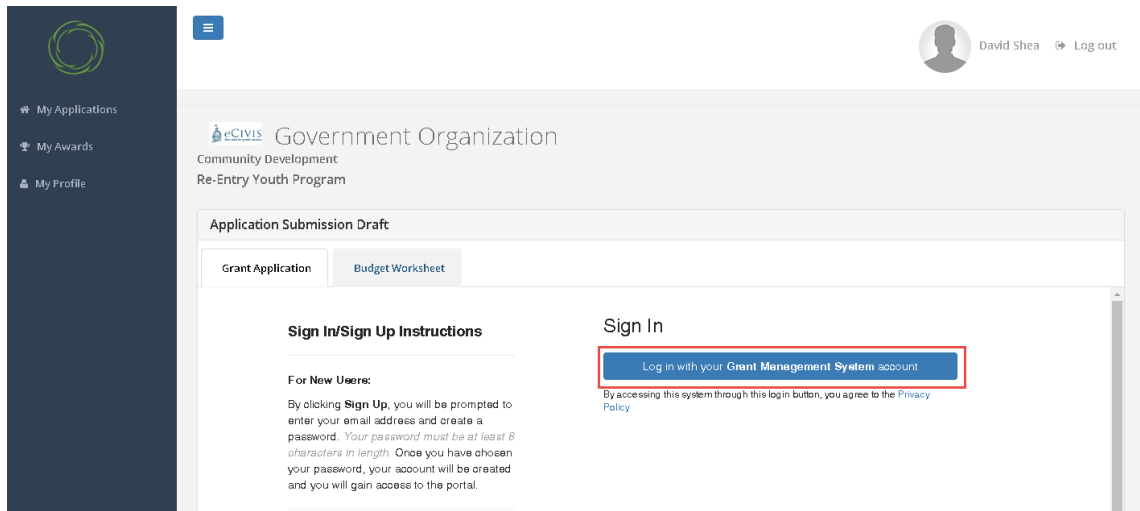 David Shea
Log out
My Applications
My Awards
My Profile
eCIVIS
Government Organization
Community Development
Re-Entry Youth Program
Application Submission Draft
Grant Application
Budget Worksheet
Sign In/Sign Up Instructions
For New Users:
By clicking Sign Up, you will be prompted to
enter your email address and create a
password. Your password must be at least 8
characters in length. Once you have chosen
your password, your account will be created
and you will gain access to the portal.
Sign In
Log in with your Grant Management System account
By accessing this system through this login button, you agree to the Privacy
Policy